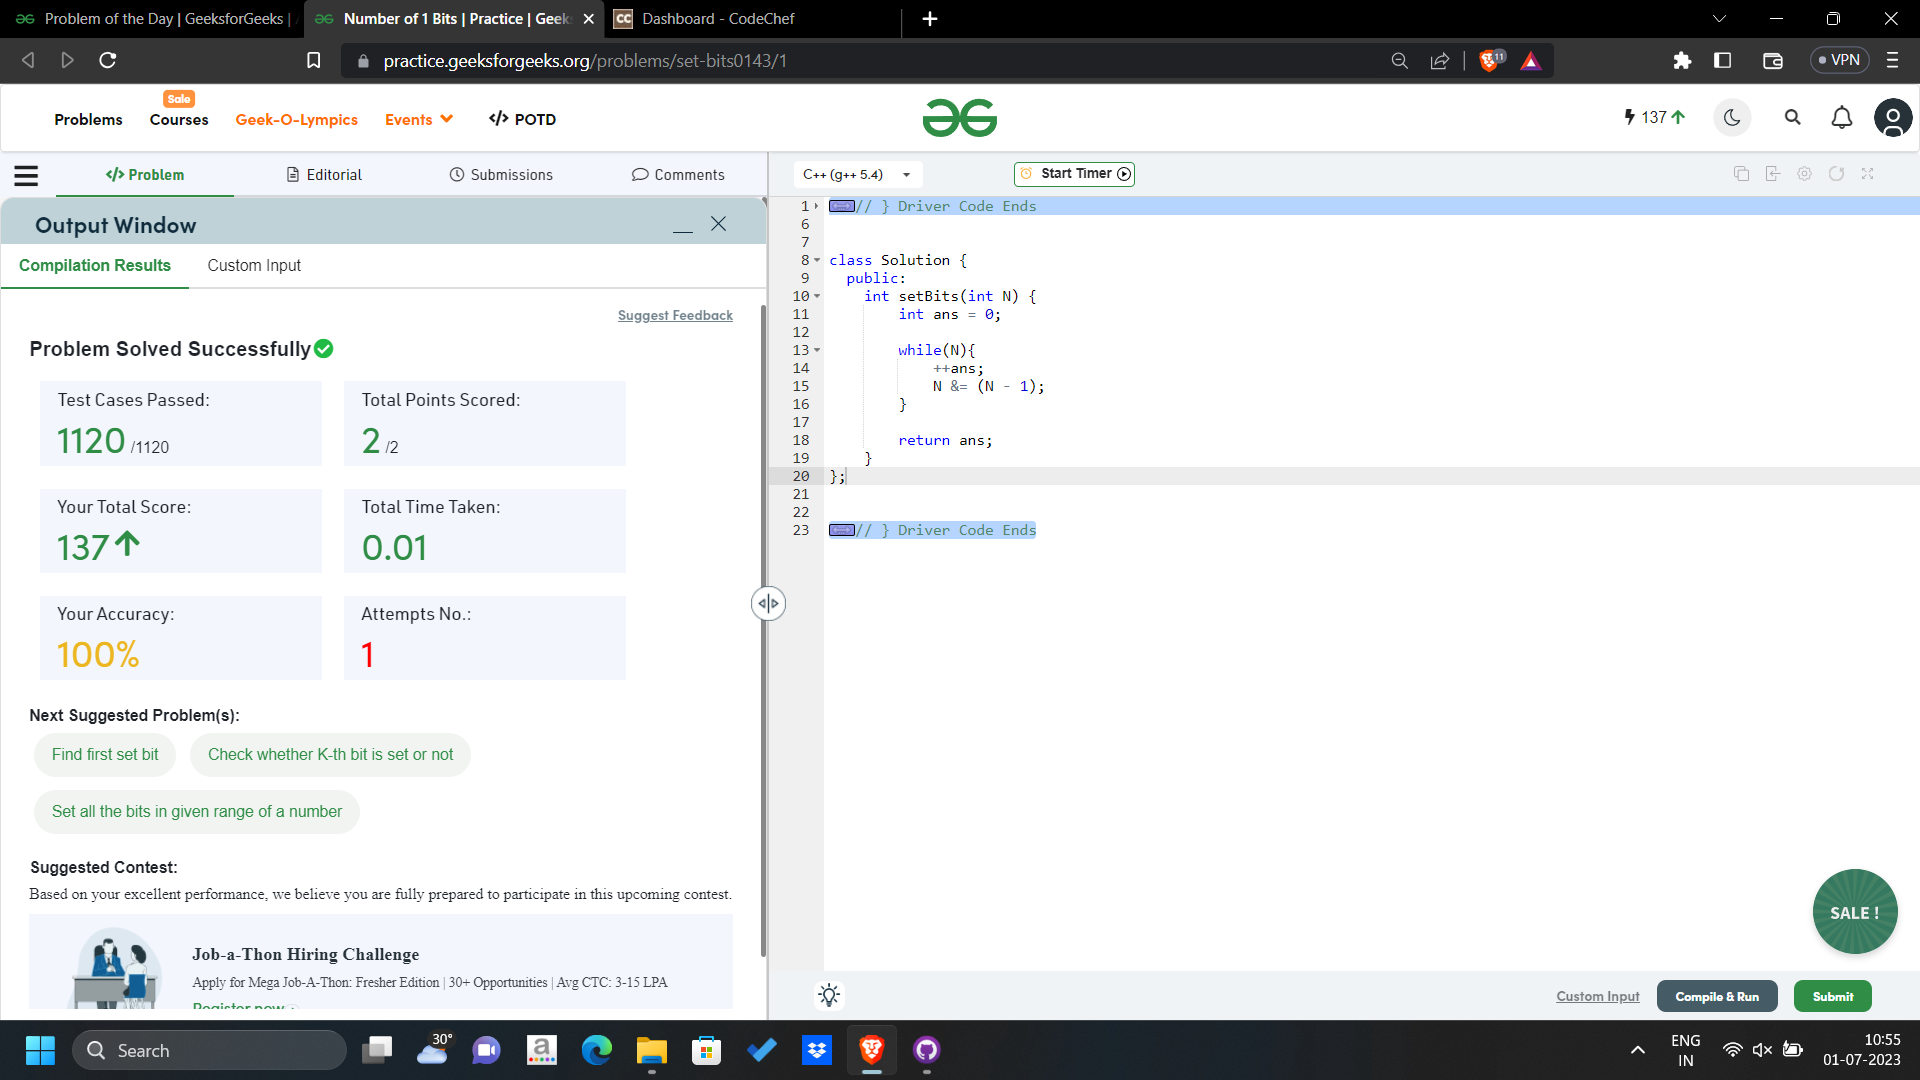 Problem of the Day | GeeksforGeeks |
Number of 1 Bits | Practice | Geek
CC Dashboard - CodeChef
practice.geeksforgeeks.org/problems/set-bits0143/1
11
VPN
Sale
Problems Courses Geek-O-Lympics Events </> POTD
137
</> Problem Editorial Submissions Comments
C++ (g++ 5.4) Start Timer
Output Window
Compilation Results Custom Input
Suggest Feedback
Problem Solved Successfully
Test Cases Passed: Total Points Scored:
1120 /1120 2 /2
Your Total Score: Total Time Taken:
137 0.01
Your Accuracy: Attempts No.:
100% 1
Next Suggested Problem(s):
Find first set bit Check whether K-th bit is set or not
Set all the bits in given range of a number
Suggested Contest:
Based on your excellent performance, we believe you are fully prepared to participate in this upcoming contest.
Job-a-Thon Hiring Challenge
Apply for Mega Job-A-Thon: Fresher Edition | 30+ Opportunities | Avg CTC: 3-15 LPA
Register now
1 // } Driver Code Ends
6
7
8 class Solution {
9 public:
10 int setBits(int N) {
11 int ans = 0;
12
13 while(N){
14 ++ans;
15 N &= (N - 1);
16 }
17
18 return ans;
19 }
20 };
21
22
23 // } Driver Code Ends
SALE !
Custom Input Compile & Run Submit
Search
30°
a
ENG
IN
10:55
01-07-2023